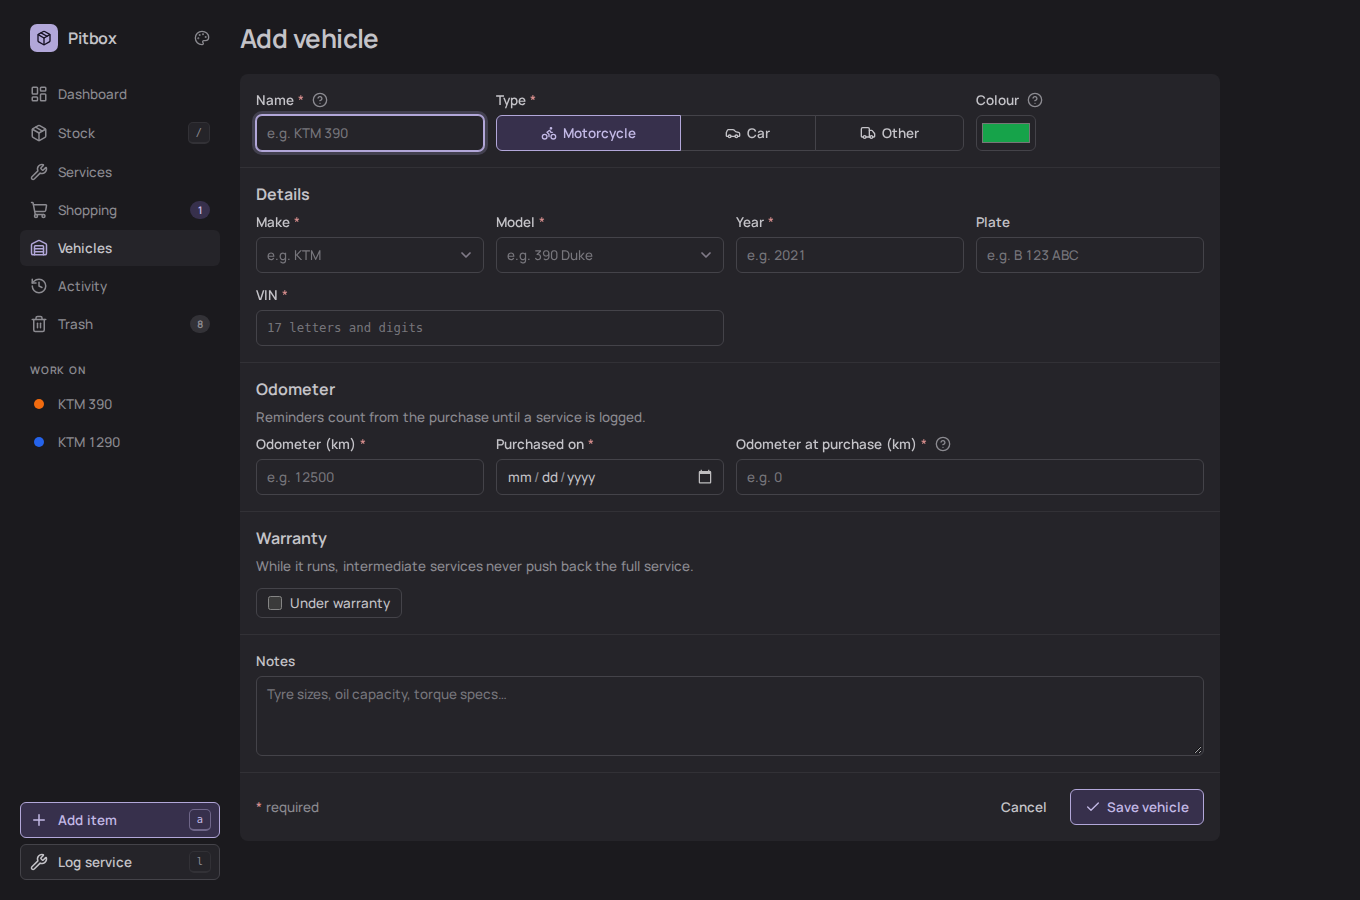 Pitbox
Dashboard
Stock /
Services
Shopping 1
Vehicles
Activity
Trash 8
WORK ON
KTM 390
KTM 1290
Add item a
Log service l
Add vehicle
Name * ? Type * Colour ?
e.g. KTM 390 Motorcycle Car Other
Details
Make * Model * Year * Plate
e.g. KTM e.g. 390 Duke e.g. 2021 e.g. B 123 ABC
VIN *
17 letters and digits
Odometer
Reminders count from the purchase until a service is logged.
Odometer (km) * Purchased on * Odometer at purchase (km) * ?
e.g. 12500 mm/dd/yyyy e.g. 0
Warranty
While it runs, intermediate services never push back the full service.
Under warranty
Notes
Tyre sizes, oil capacity, torque specs…
* required Cancel Save vehicle